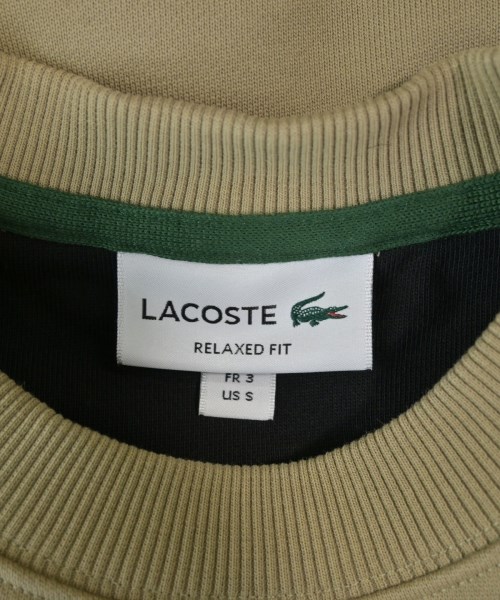 LACOSTE
RELAXED FIT
FR 3
US S